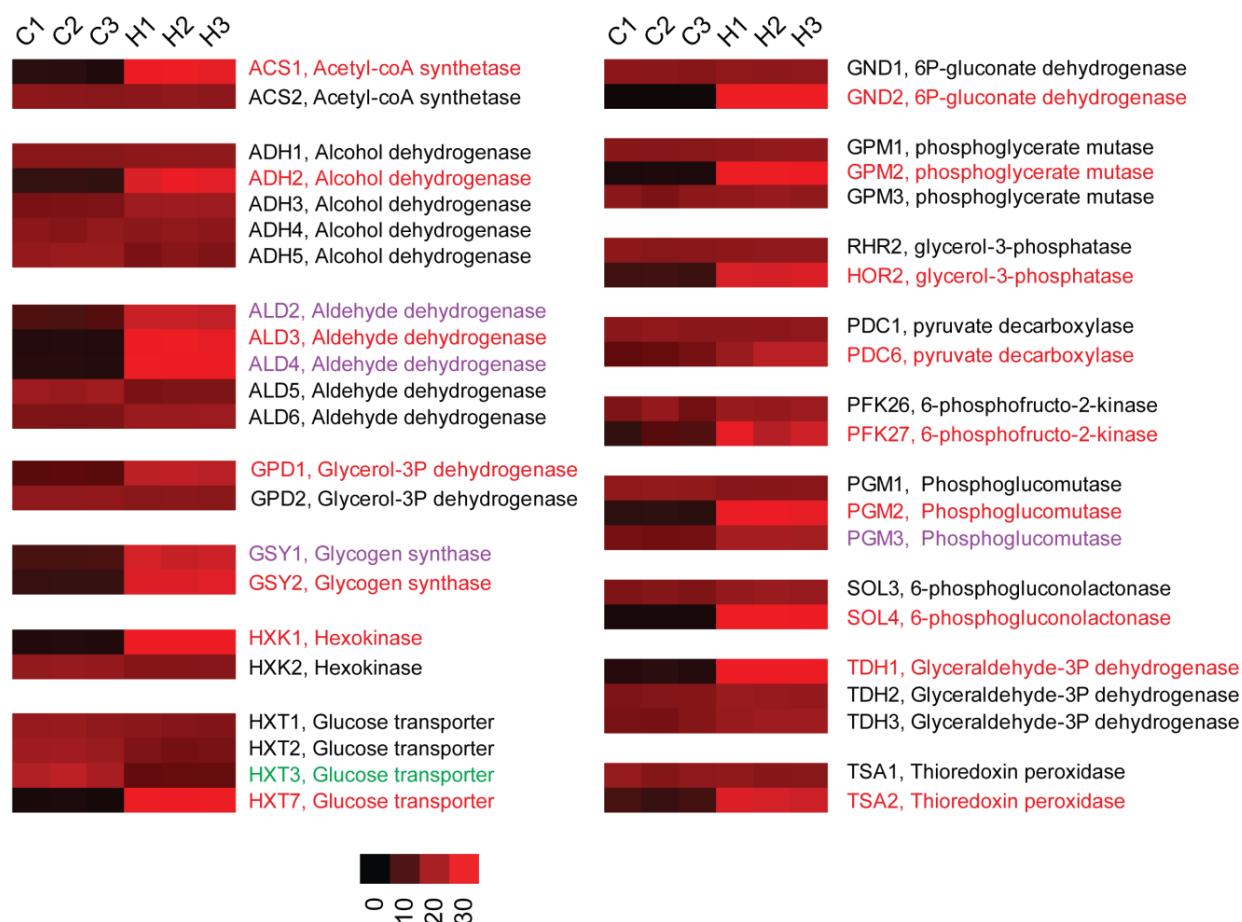 C1 C2 C3 H1 H2 H3
ACS1, Acetyl-coA synthetase
ACS2, Acetyl-coA synthetase
ADH1, Alcohol dehydrogenase
ADH2, Alcohol dehydrogenase
ADH3, Alcohol dehydrogenase
ADH4, Alcohol dehydrogenase
ADH5, Alcohol dehydrogenase
ALD2, Aldehyde dehydrogenase
ALD3, Aldehyde dehydrogenase
ALD4, Aldehyde dehydrogenase
ALD5, Aldehyde dehydrogenase
ALD6, Aldehyde dehydrogenase
GPD1, Glycerol-3P dehydrogenase
GPD2, Glycerol-3P dehydrogenase
GSY1, Glycogen synthase
GSY2, Glycogen synthase
HXK1, Hexokinase
HXK2, Hexokinase
HXT1, Glucose transporter
HXT2, Glucose transporter
HXT3, Glucose transporter
HXT7, Glucose transporter
C1 C2 C3 H1 H2 H3
GND1, 6P-gluconate dehydrogenase
GND2, 6P-gluconate dehydrogenase
GPM1, phosphoglycerate mutase
GPM2, phosphoglycerate mutase
GPM3, phosphoglycerate mutase
RHR2, glycerol-3-phosphatase
HOR2, glycerol-3-phosphatase
PDC1, pyruvate decarboxylase
PDC6, pyruvate decarboxylase
PFK26, 6-phosphofructo-2-kinase
PFK27, 6-phosphofructo-2-kinase
PGM1, Phosphoglucomutase
PGM2, Phosphoglucomutase
PGM3, Phosphoglucomutase
SOL3, 6-phosphogluconolactonase
SOL4, 6-phosphogluconolactonase
TDH1, Glyceraldehyde-3P dehydrogenase
TDH2, Glyceraldehyde-3P dehydrogenase
TDH3, Glyceraldehyde-3P dehydrogenase
TSA1, Thioredoxin peroxidase
TSA2, Thioredoxin peroxidase
0 10 20 30